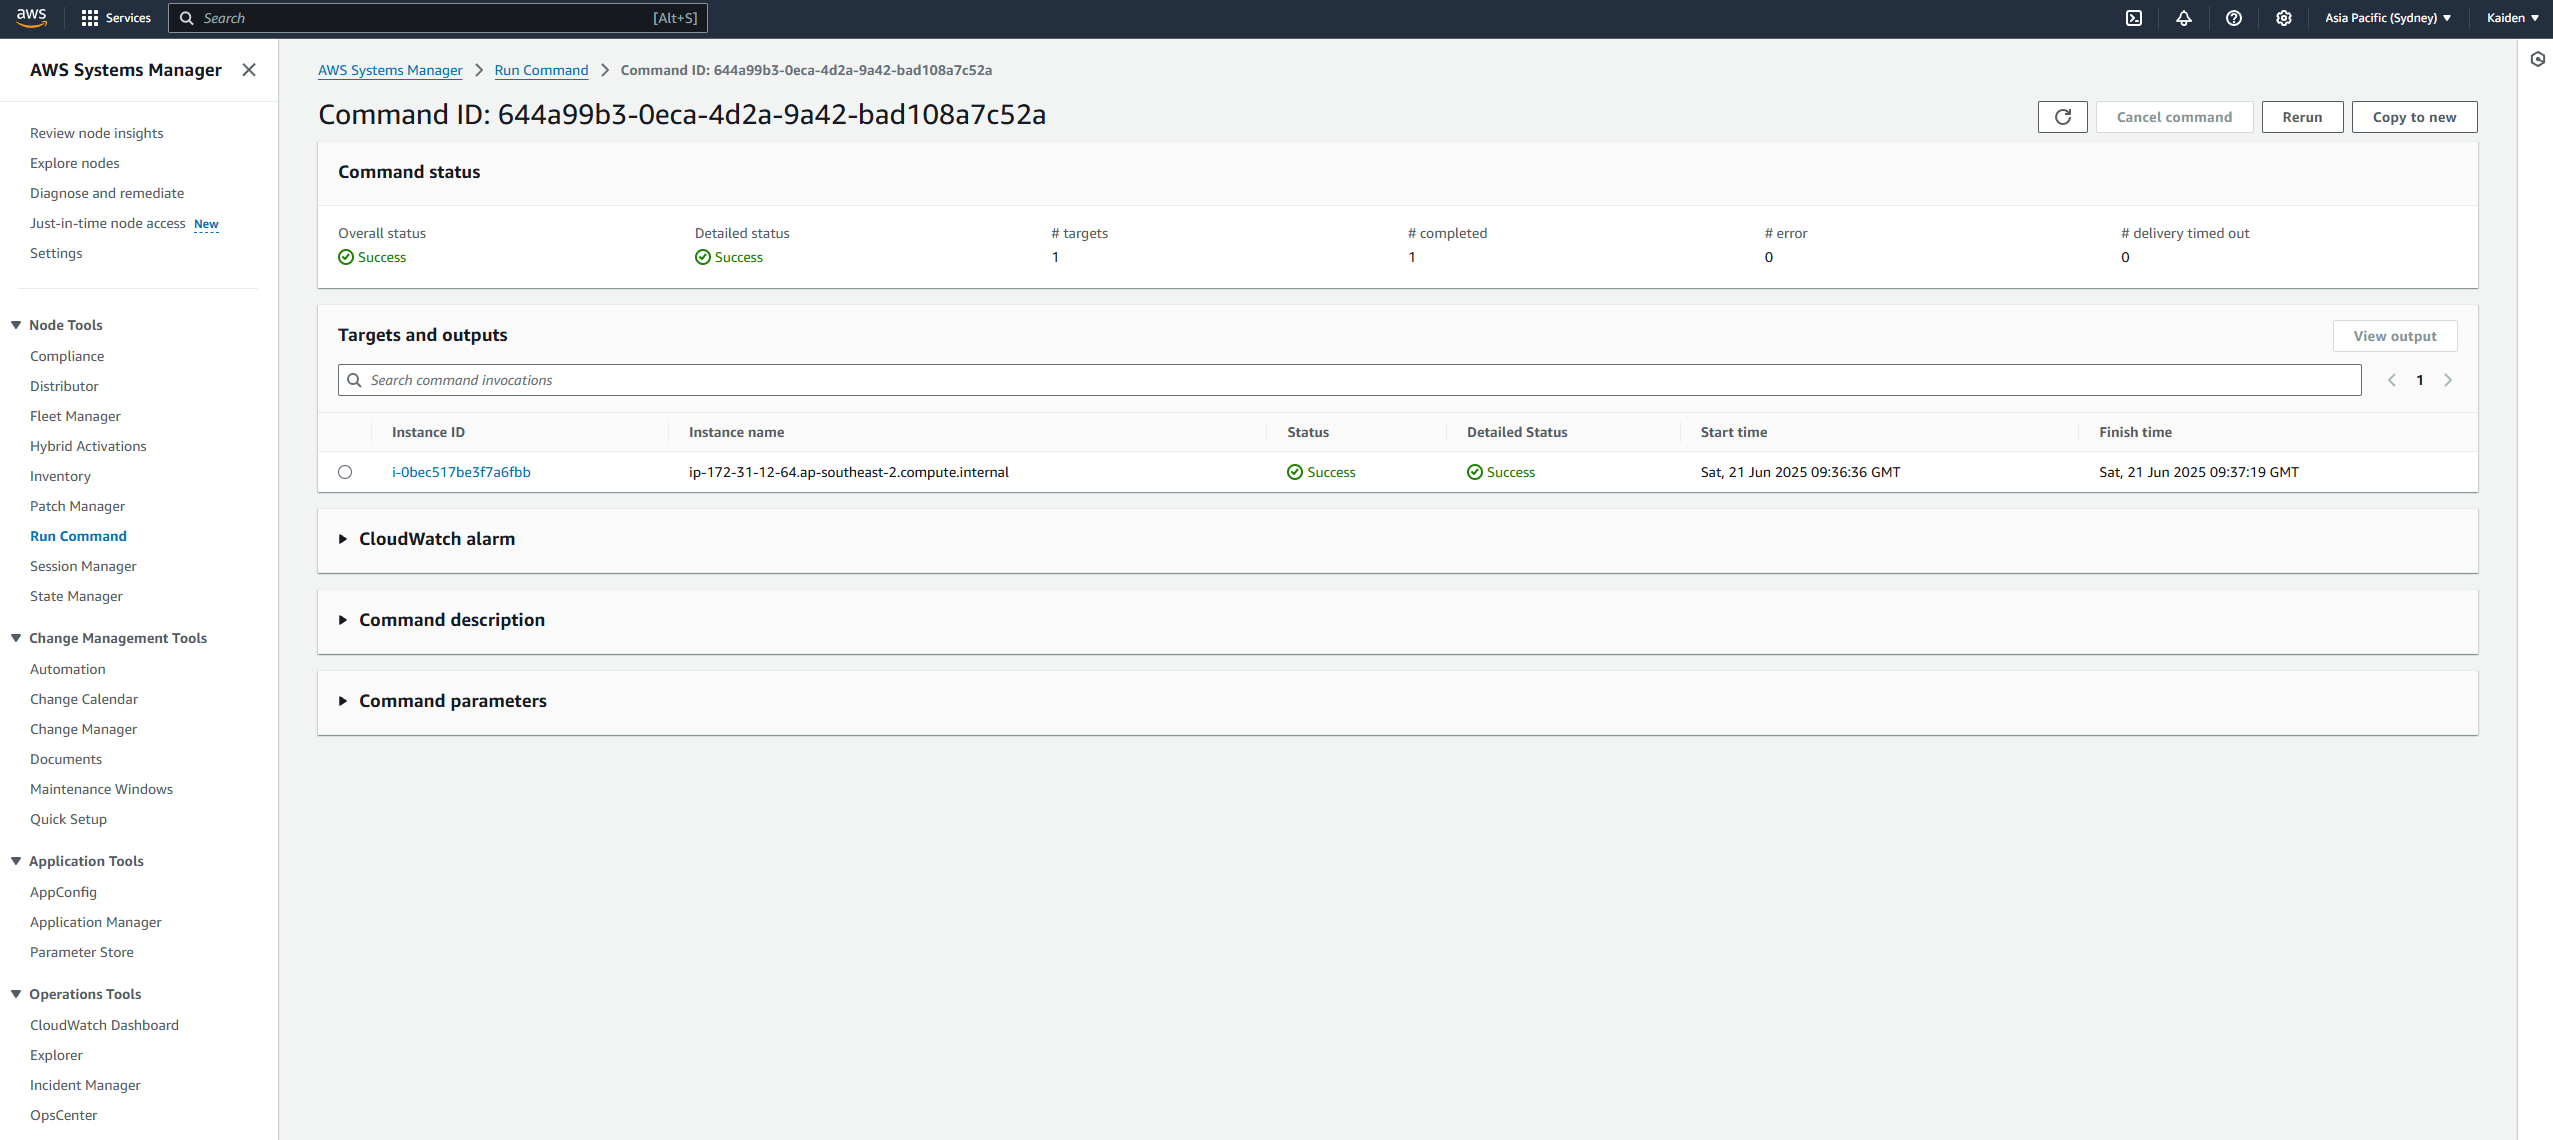 aws Services Search [Alt+S] Asia Pacific (Sydney) Kaiden
AWS Systems Manager
Review node insights
Explore nodes
Diagnose and remediate
Just-in-time node access New
Settings
Node Tools
Compliance
Distributor
Fleet Manager
Hybrid Activations
Inventory
Patch Manager
Run Command
Session Manager
State Manager
Change Management Tools
Automation
Change Calendar
Change Manager
Documents
Maintenance Windows
Quick Setup
Application Tools
AppConfig
Application Manager
Parameter Store
Operations Tools
CloudWatch Dashboard
Explorer
Incident Manager
OpsCenter
AWS Systems Manager Run Command Command ID: 644a99b3-0eca-4d2a-9a42-bad108a7c52a
Command ID: 644a99b3-0eca-4d2a-9a42-bad108a7c52a
Cancel command Rerun Copy to new
Command status
Overall status Detailed status # targets # completed # error # delivery timed out
Success Success 1 1 0 0
Targets and outputs View output
Search command invocations 1
Instance ID Instance name Status Detailed Status Start time Finish time
i-0bec517be3f7a6fbb ip-172-31-12-64.ap-southeast-2.compute.internal Success Success Sat, 21 Jun 2025 09:36:36 GMT Sat, 21 Jun 2025 09:37:19 GMT
CloudWatch alarm
Command description
Command parameters